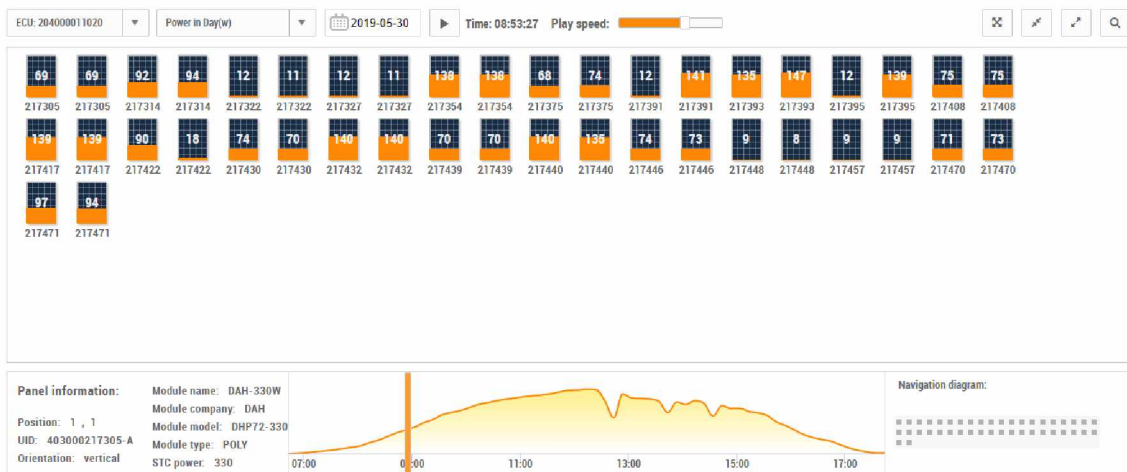 ECU: 204000011020 Power in Day(w) 2019-05-30 Time: 08:53:27 Play speed:
69 69 92 94 12 11 12 11 138 138 68 74 12 141 135 147 12 139 75 75
217305 217305 217314 217314 217322 217322 217327 217327 217354 217354 217375 217375 217391 217391 217393 217393 217395 217395 217408 217408
139 139 90 18 74 70 140 140 70 70 140 135 74 73 9 8 9 9 71 73
217417 217417 217422 217422 217430 217430 217432 217432 217439 217439 217440 217440 217446 217446 217448 217448 217457 217457 217470 217470
97 94
217471 217471
Panel information:
Position: 1 , 1
UID: 403000217305-A
Orientation: vertical
Module name: DAH-330W
Module company: DAH
Module model: DHP72-330
Module type: POLY
STC power: 330
07:00 11:00 13:00 15:00 17:00
Navigation diagram: